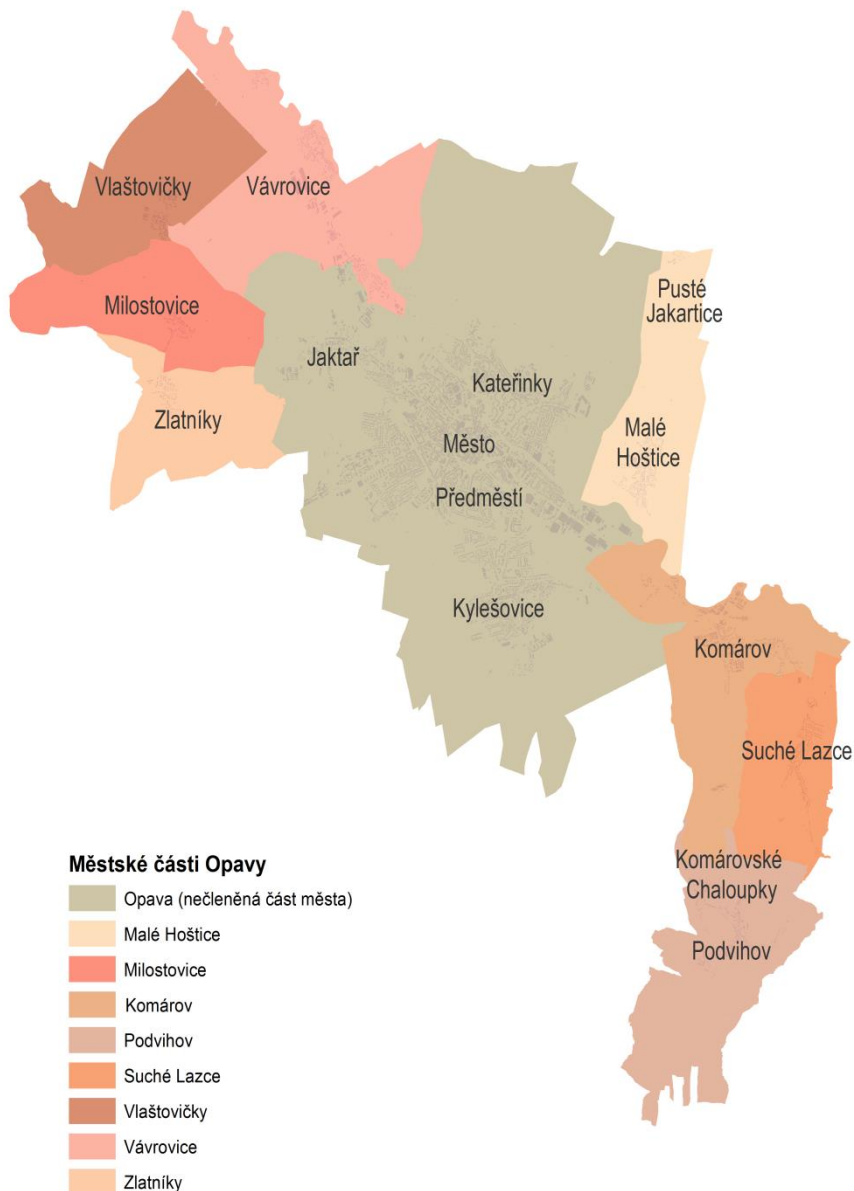 Vlaštovičky
Vávrovice
Milostovice
Pusté
Jakartice
Jaktař
Kateřinky
Zlatníky
Město
Malé
Hoštice
Předměstí
Kylešovice
Komárov
Suché Lazce
Komárovské
Chaloupky
Podvihov
Městské části Opavy
Opava (nečleněná část města)
Malé Hoštice
Milostovice
Komárov
Podvihov
Suché Lazce
Vlaštovičky
Vávrovice
Zlatníky